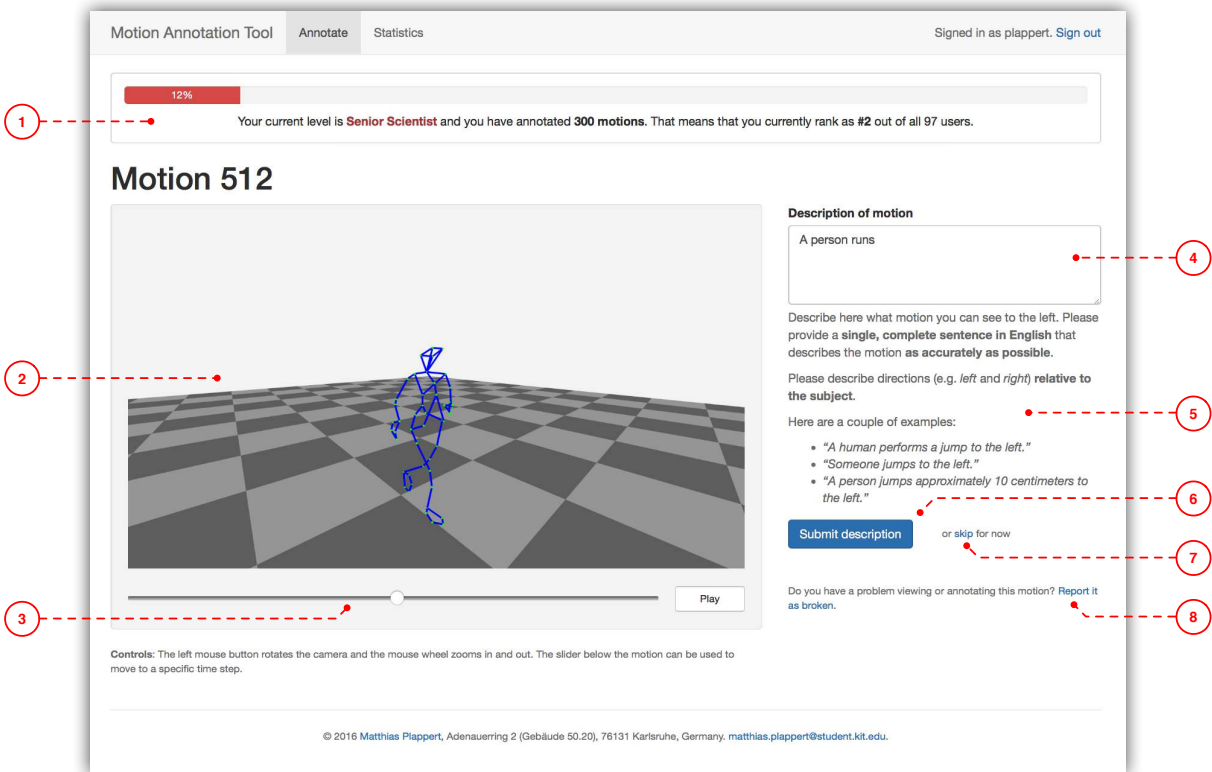 Motion Annotation Tool Annotate Statistics Signed in as plappert. Sign out
12%
1
Your current level is Senior Scientist and you have annotated 300 motions. That means that you currently rank as #2 out of all 97 users.
Motion 512
Description of motion
A person runs
4
Describe here what motion you can see to the left. Please
provide a single, complete sentence in English that
describes the motion as accurately as possible.
2
Please describe directions (e.g. left and right) relative to
the subject.
5
Here are a couple of examples:
• “A human performs a jump to the left.”
• “Someone jumps to the left.”
• “A person jumps approximately 10 centimeters to
the left.”
6
Submit description or skip for now
7
Play
3
Do you have a problem viewing or annotating this motion? Report it
as broken.
8
Controls: The left mouse button rotates the camera and the mouse wheel zooms in and out. The slider below the motion can be used to
move to a specific time step.
© 2016 Matthias Plappert, Adenauerring 2 (Gebäude 50.20), 76131 Karlsruhe, Germany. matthias.plappert@student.kit.edu.